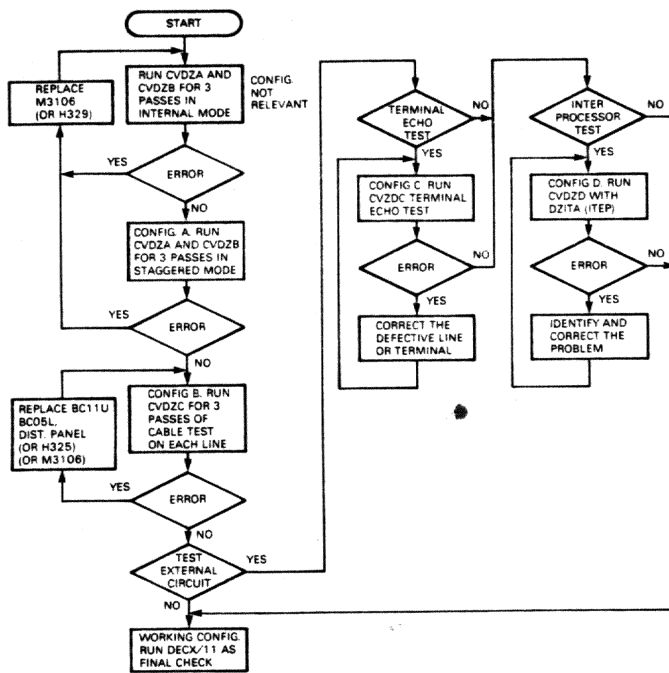 START
REPLACE
M3106
(OR H329)
RUN CVDZA AND
CVDZB FOR 3
PASSES IN
INTERNAL MODE
CONFIG.
NOT
RELEVANT
YES
ERROR
NO
CONFIG. A. RUN
CVDZA AND CVDZB
FOR 3 PASSES IN
STAGGERED MODE
YES
ERROR
NO
REPLACE BC11U
BC05L,
DIST. PANEL
(OR H325)
(OR M3106)
CONFIG B. RUN
CVDZC FOR 3
PASSES OF
CABLE TEST
ON EACH LINE
YES
ERROR
NO
TEST
EXTERNAL
CIRCUIT
YES
NO
WORKING CONFIG.
RUN DECX/11 AS
FINAL CHECK
TERMINAL
ECHO
TEST
NO
YES
CONFIG C. RUN
CVZDC TERMINAL
ECHO TEST
ERROR
NO
YES
CORRECT THE
DEFECTIVE LINE
OR TERMINAL
INTER
PROCESSOR
TEST
NO
YES
CONFIG D. RUN
CVDZD WITH
DZITA (ITEP)
ERROR
NO
YES
IDENTIFY AND
CORRECT THE
PROBLEM